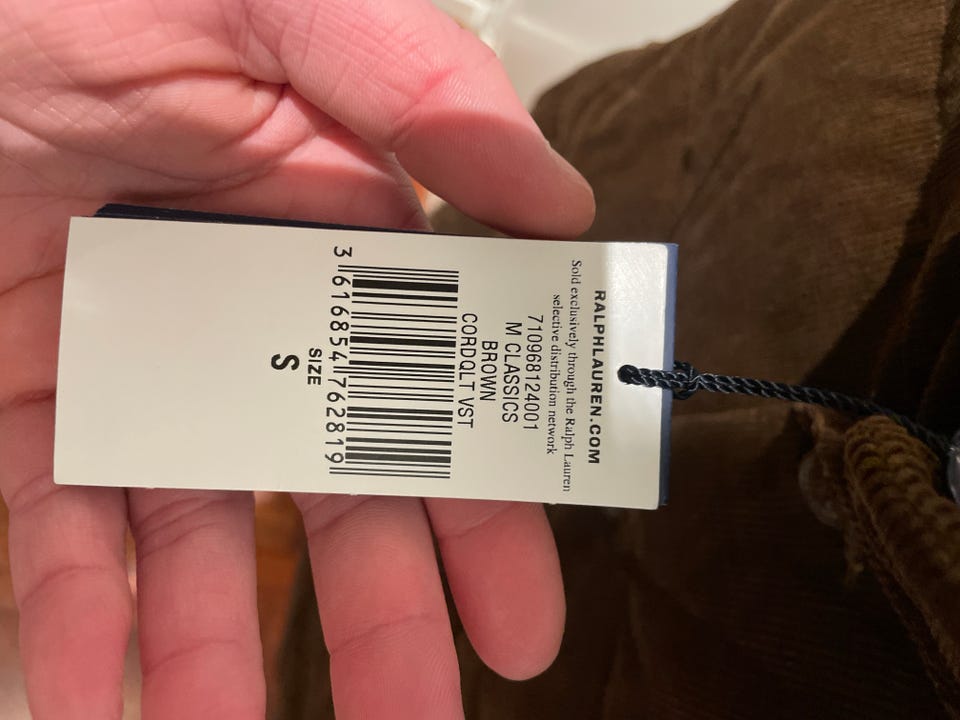 RALPHLAUREN.COM
Sold exclusively through the Ralph Lauren
selective distribution network
710968124001
M CLASSICS
BROWN
CORDQLT VST
3 616854 762819
SIZE
S